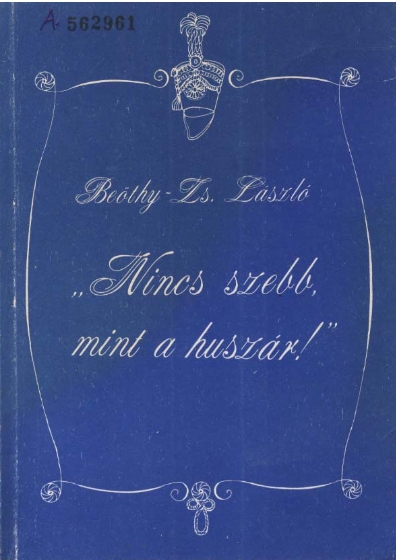 A 562961
Beöthy-Zs. László
„Nincs szebb,
mint a huszár!"